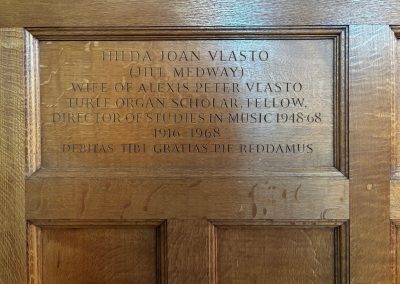 HILDA JOAN VLASTO
(JILL MEDWAY)
WIFE OF ALEXIS PETER VLASTO
TURLE ORGAN SCHOLAR, FELLOW,
DIRECTOR OF STUDIES IN MUSIC 1948-68
1916-1968
DEBITAS TIBI GRATIAS PIE REDDAMUS